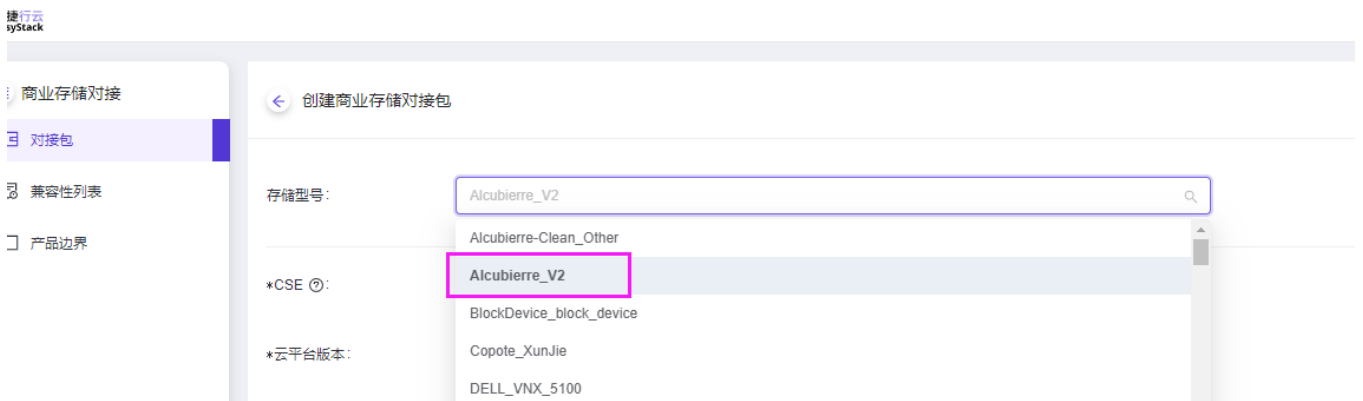 捷行云
syStack
商业存储对接
创建商业存储对接包
对接包
存储型号:
Alcubierre_V2
兼容性列表
Alcubierre-Clean_Other
产品边界
Alcubierre_V2
*CSE ?:
BlockDevice_block_device
*云平台版本:
Copote_XunJie
DELL_VNX_5100